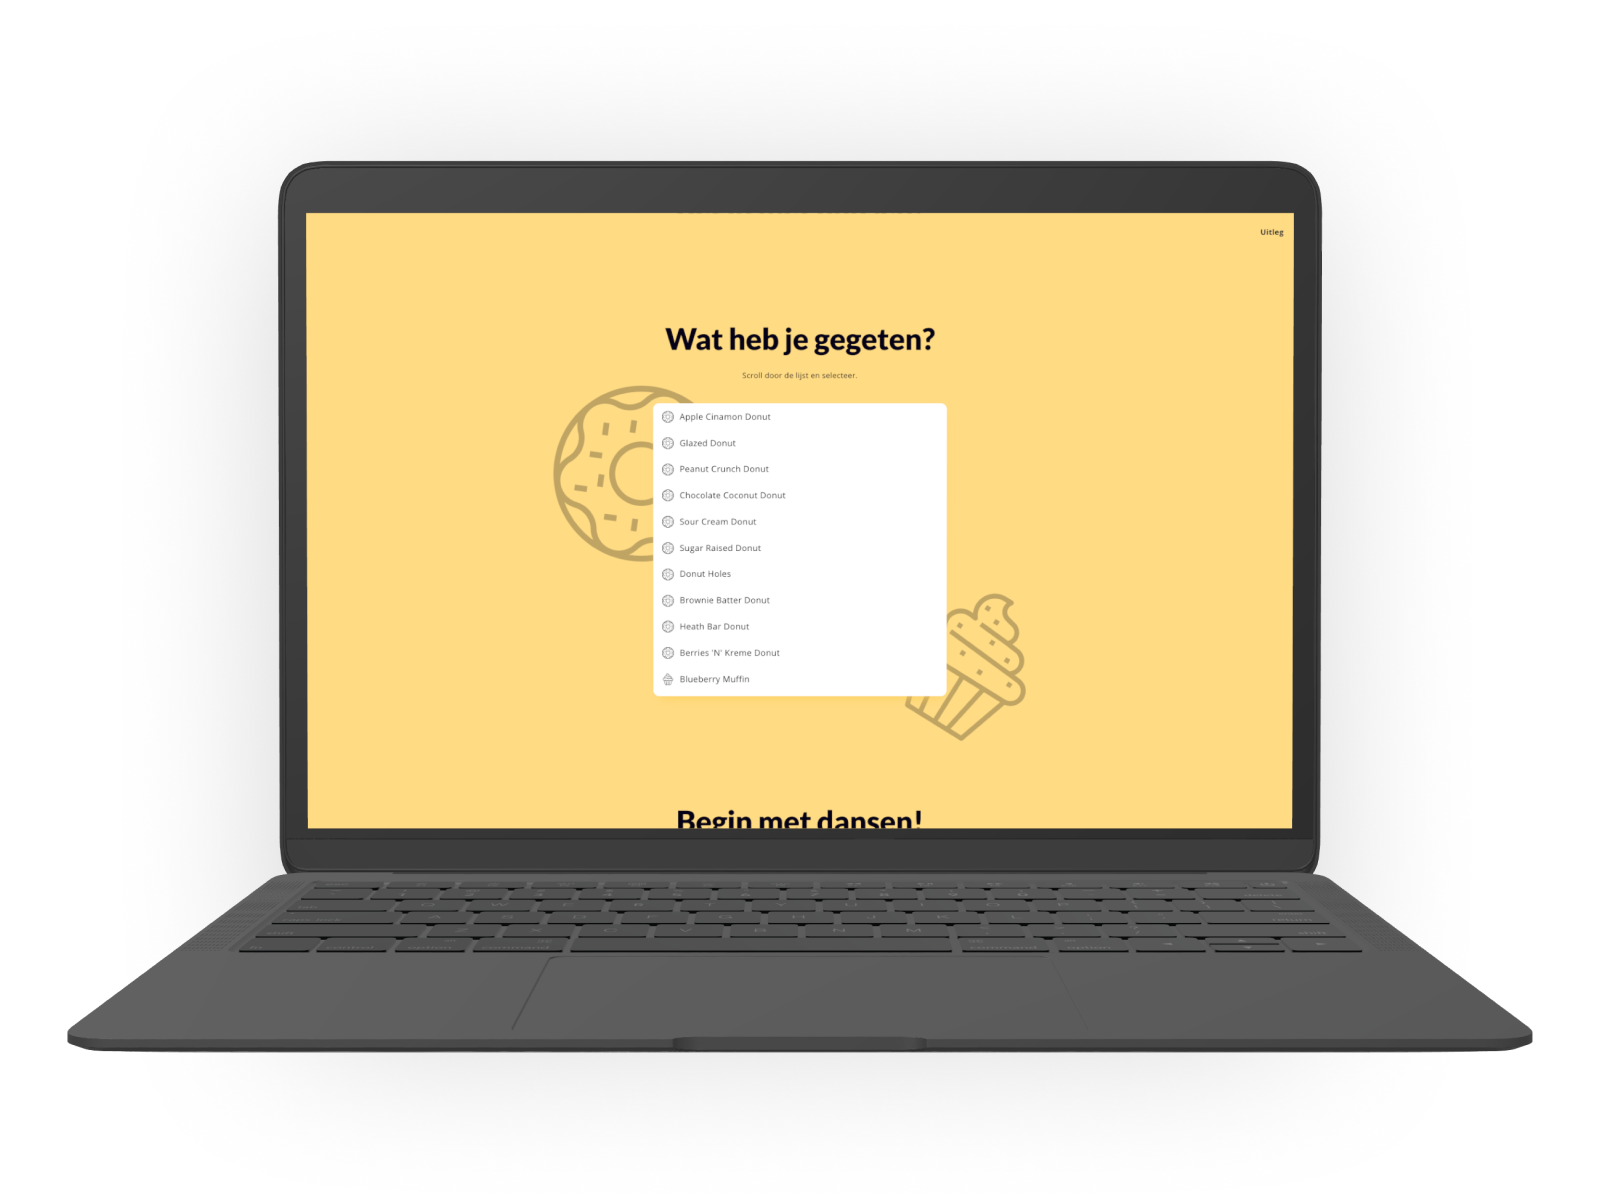 Uitleg
Wat heb je gegeten?
Scroll door de lijst en selecteer.
Apple Cinamon Donut
Glazed Donut
Peanut Crunch Donut
Chocolate Coconut Donut
Sour Cream Donut
Sugar Raised Donut
Donut Holes
Brownie Batter Donut
Heath Bar Donut
Berries 'N' Kreme Donut
Blueberry Muffin
Begin met dansen!